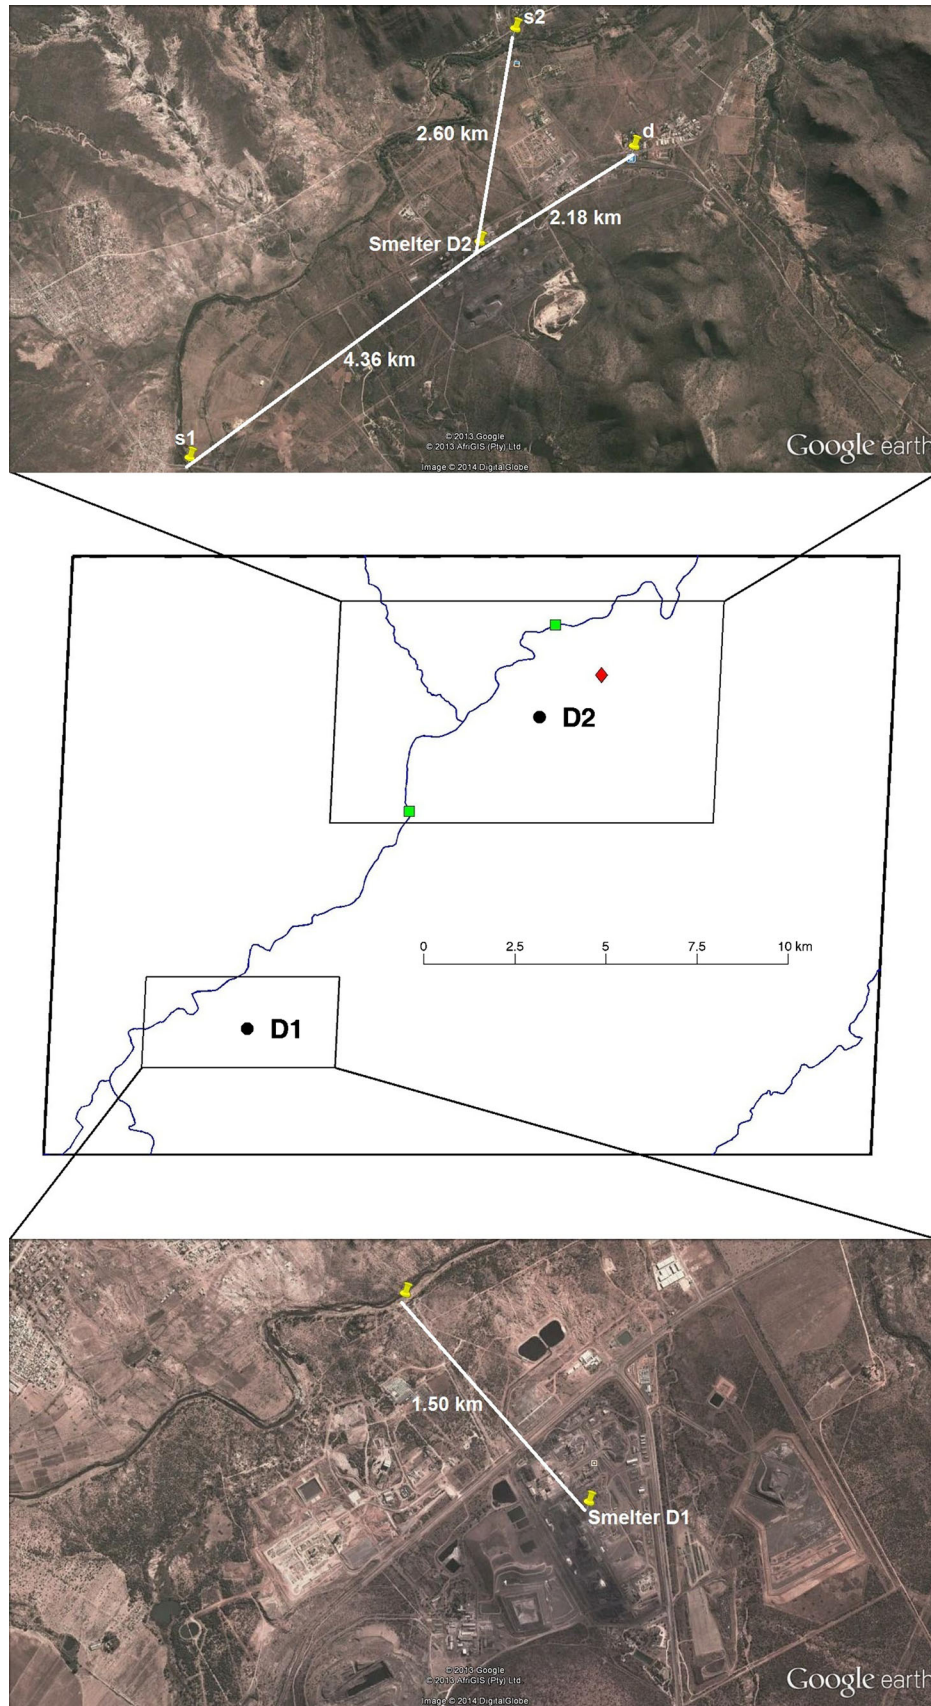 s2
2.60 km
d
2.18 km
Smelter D2
4.36 km
s1
© 2013 Google
© 2013 AfriGIS (Pty) Ltd
Image © 2014 DigitalGlobe
Google earth
D2
0 2.5 5 7.5 10 km
D1
1.50 km
Smelter D1
© 2013 Google
© 2013 AfriGIS (Pty) Ltd
Image © 2014 DigitalGlobe
Google earth